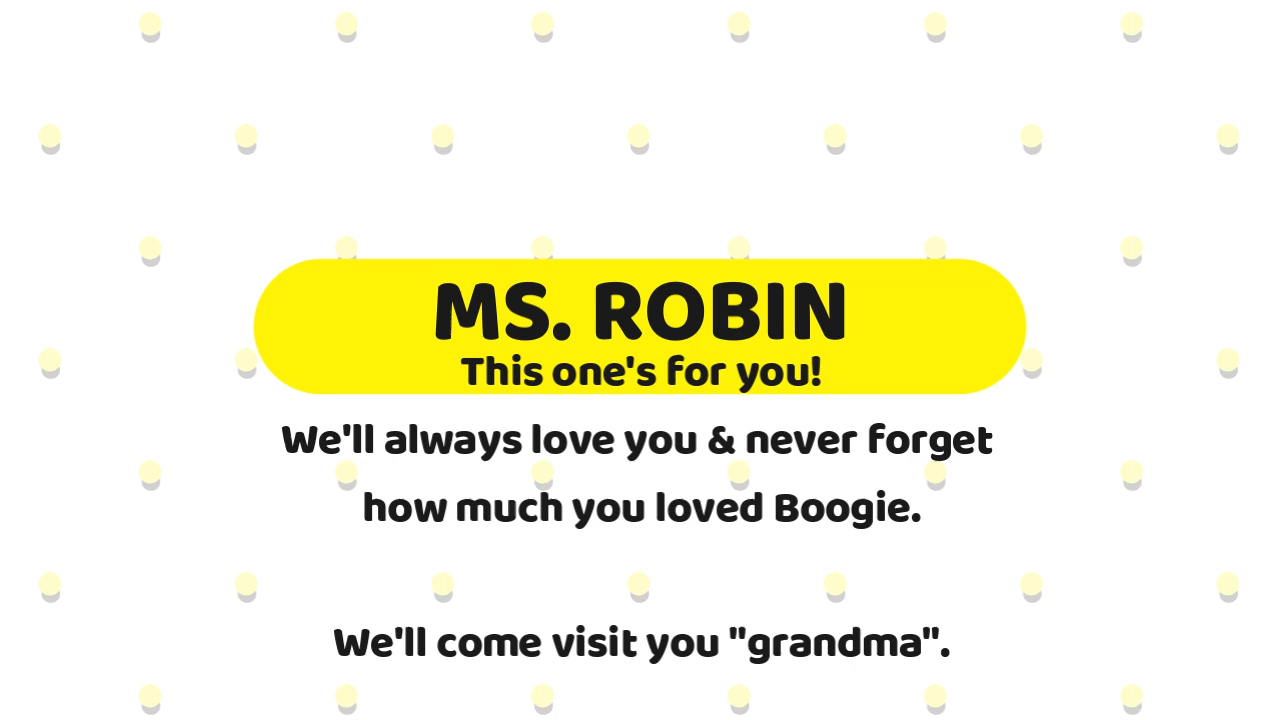 MS. ROBIN
This one's for you!
We'll always love you & never forget
how much you loved Boogie.
We'll come visit you "grandma".